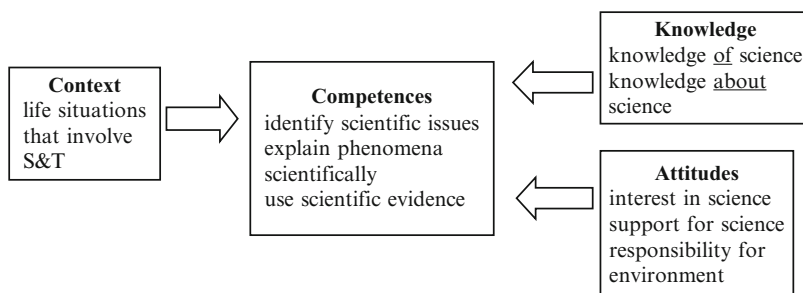 Context
life situations
that involve
S&T
Competences
identify scientific issues
explain phenomena
scientifically
use scientific evidence
Knowledge
knowledge of science
knowledge about
science
Attitudes
interest in science
support for science
responsibility for
environment